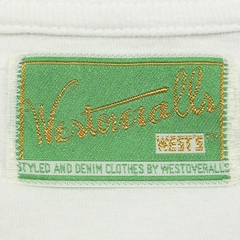 Westoveralls
WEST'S
STYLED AND DENIM CLOTHES BY WESTOVERALLS